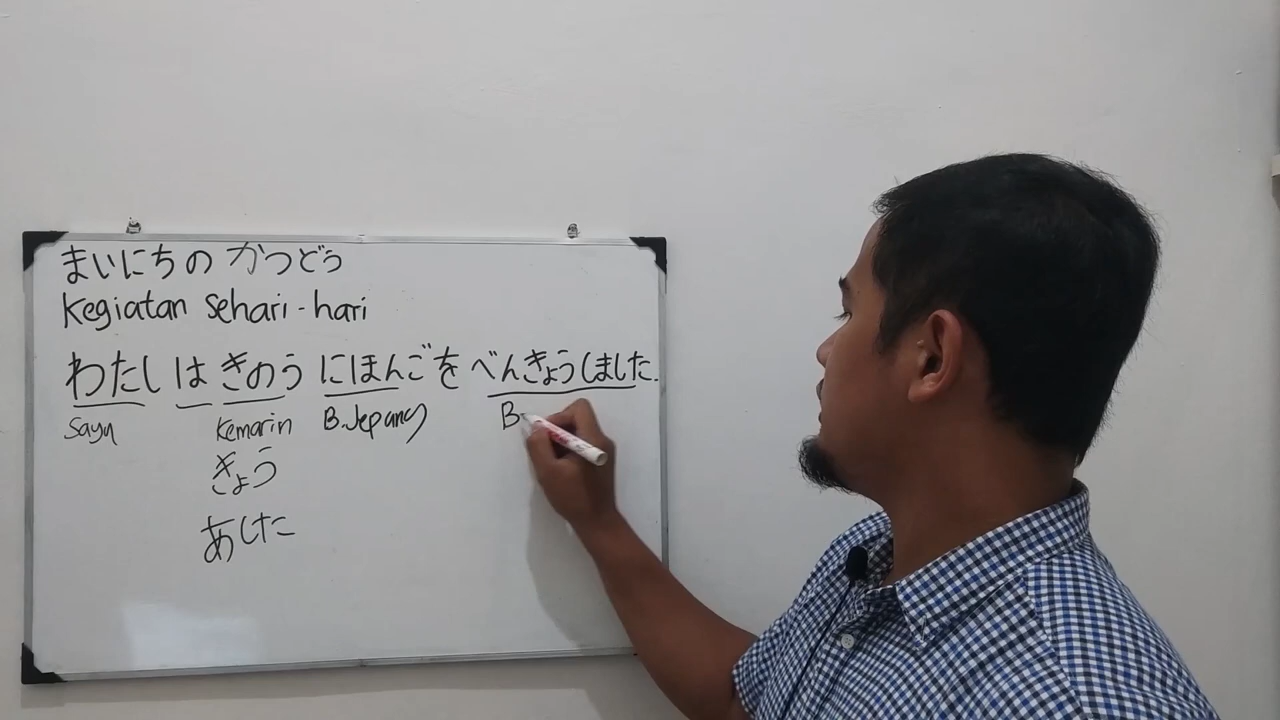 まいにちの かつどう
Kegiatan Sehari-hari
わたし は きのう にほんごを べんきょうしました.
Saya Kemarin B.Jepang B
きょう
あした